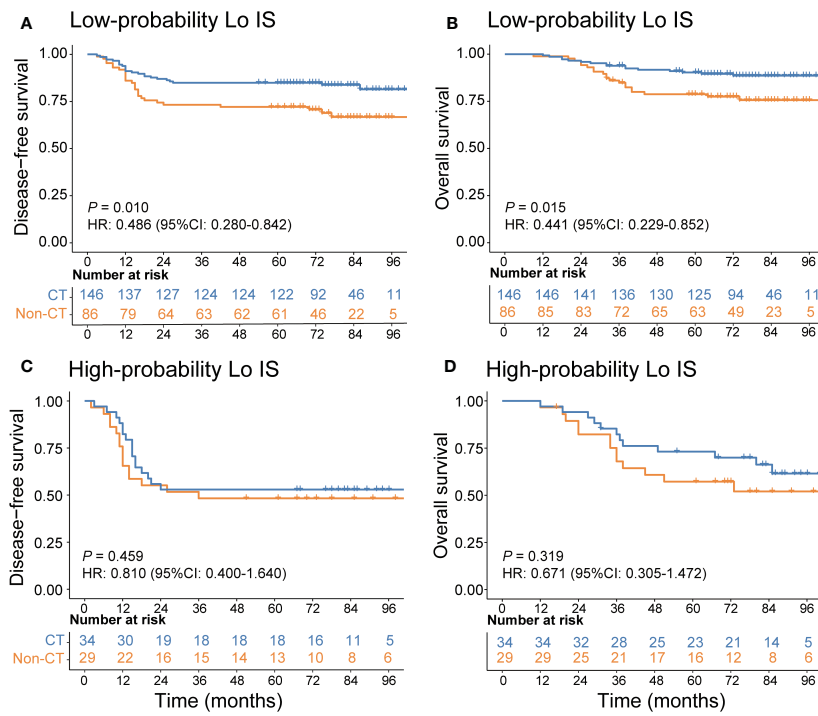 A Low-probability Lo IS
Disease-free survival
1.00
0.75
0.50
0.25
0.00
P = 0.010
HR: 0.486 (95%CI: 0.280-0.842)
0 12 24 36 48 60 72 84 96
Number at risk
CT 146 137 127 124 124 122 92 46 11
Non-CT 86 79 64 63 62 61 46 22 5
0 12 24 36 48 60 72 84 96
B Low-probability Lo IS
Overall survival
1.00
0.75
0.50
0.25
0.00
P = 0.015
HR: 0.441 (95%CI: 0.229-0.852)
0 12 24 36 48 60 72 84 96
Number at risk
146 146 141 136 130 125 94 46 11
86 85 83 72 65 63 49 23 5
0 12 24 36 48 60 72 84 96
C High-probability Lo IS
Disease-free survival
1.00
0.75
0.50
0.25
0.00
P = 0.459
HR: 0.810 (95%CI: 0.400-1.640)
0 12 24 36 48 60 72 84 96
Number at risk
CT 34 30 19 18 18 18 16 11 5
Non-CT 29 22 16 15 14 13 10 8 6
0 12 24 36 48 60 72 84 96
Time (months)
D High-probability Lo IS
Overall survival
1.00
0.75
0.50
0.25
0.00
P = 0.319
HR: 0.671 (95%CI: 0.305-1.472)
0 12 24 36 48 60 72 84 96
Number at risk
34 34 32 28 25 23 21 14 5
29 29 25 21 17 16 12 8 6
0 12 24 36 48 60 72 84 96
Time (months)